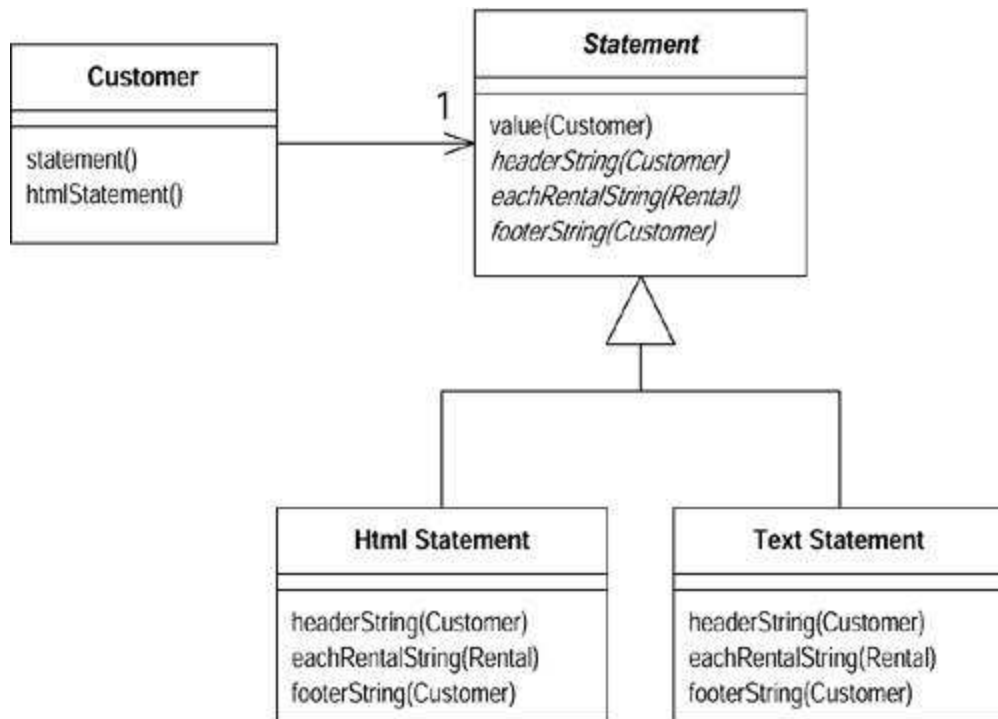 Customer
statement()
htmlStatement()
1
Statement
value(Customer)
headerString(Customer)
eachRentalString(Rental)
footerString(Customer)
Html Statement
headerString(Customer)
eachRentalString(Rental)
footerString(Customer)
Text Statement
headerString(Customer)
eachRentalString(Rental)
footerString(Customer)